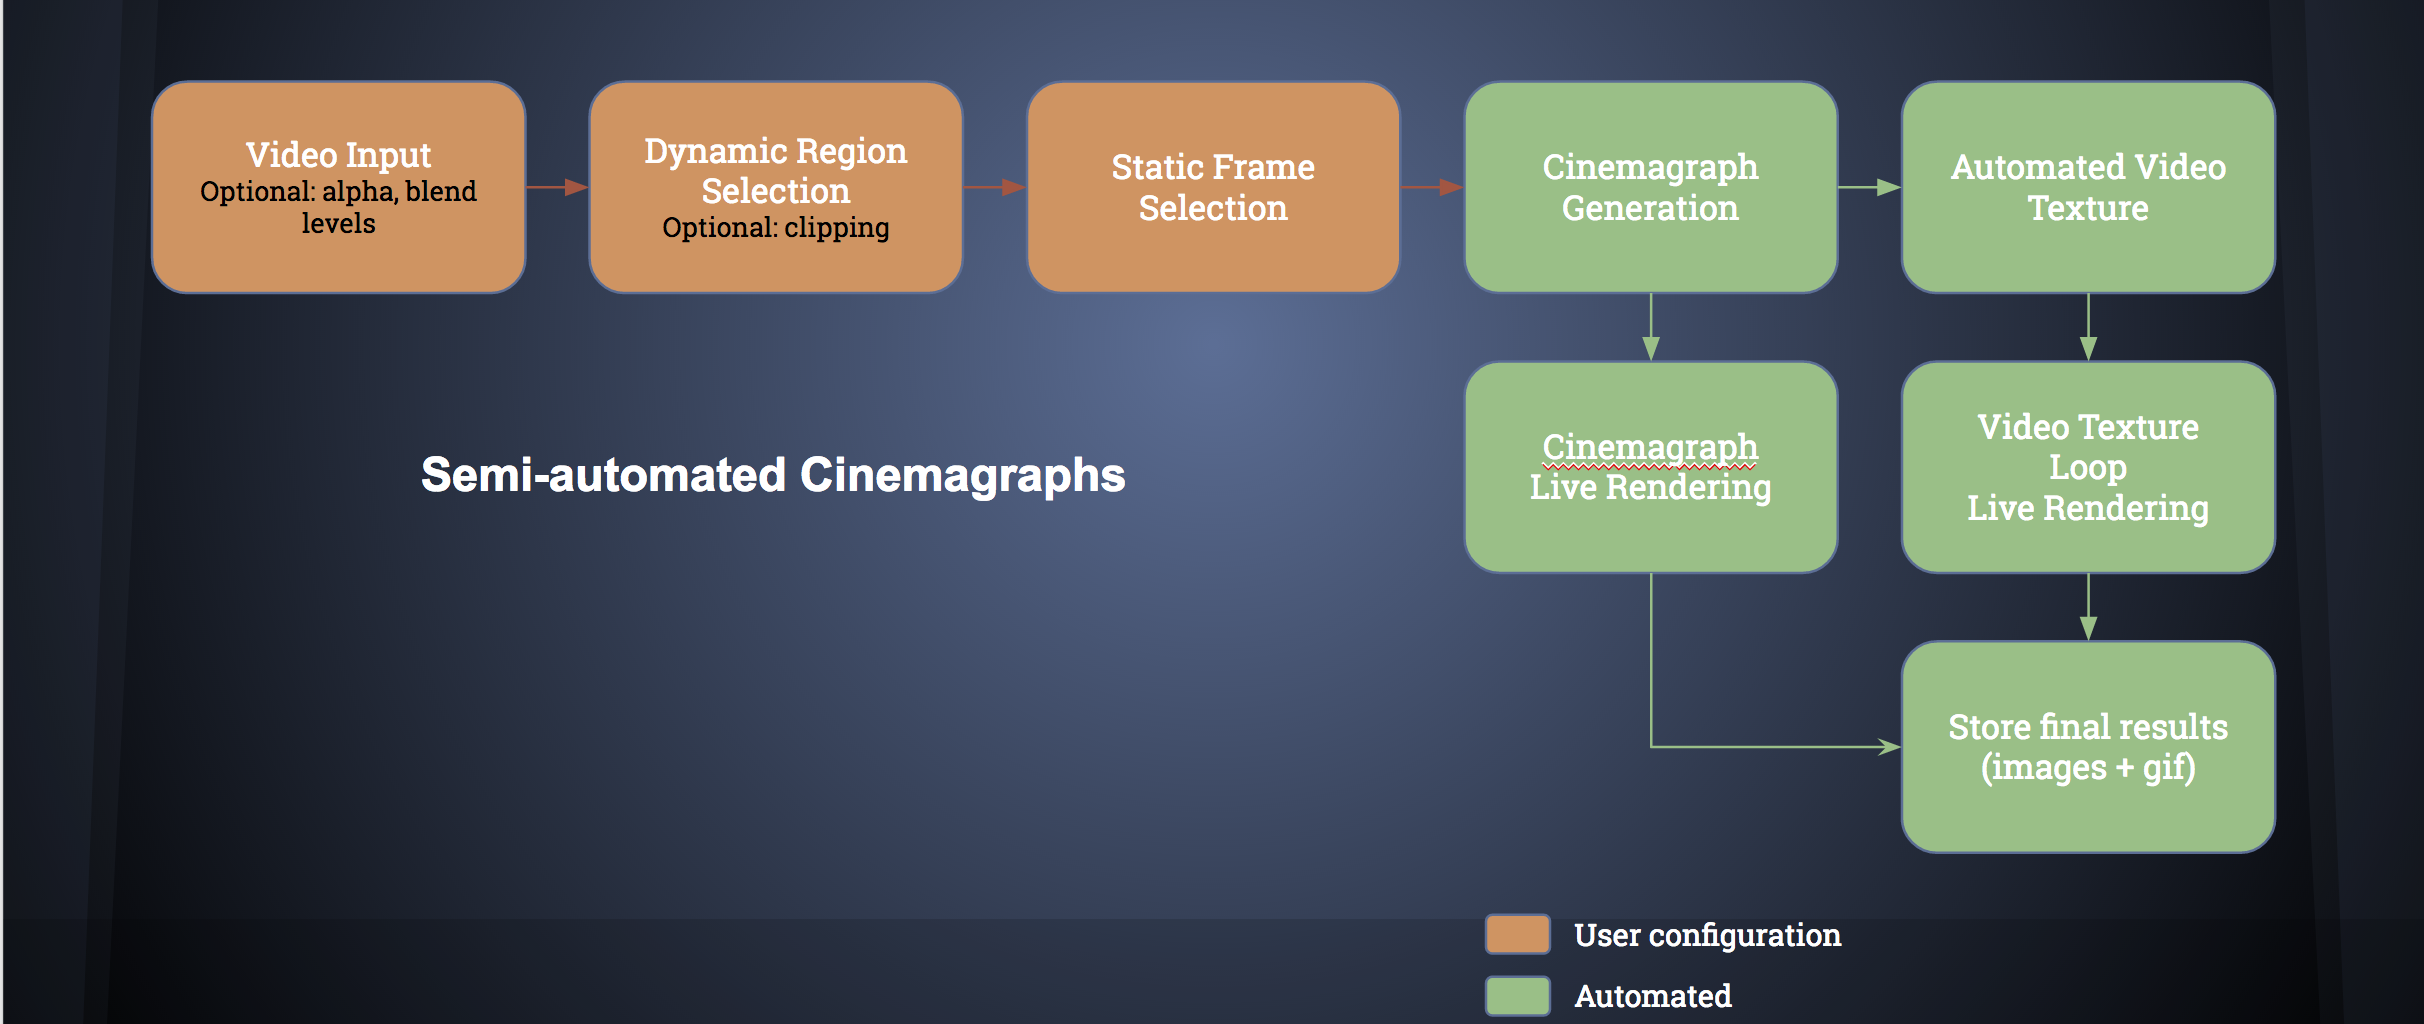 Video Input
Optional: alpha, blend
levels
Dynamic Region
Selection
Optional: clipping
Static Frame
Selection
Cinemagraph
Generation
Automated Video
Texture
Semi-automated Cinemagraphs
Cinemagraph
Live Rendering
Video Texture
Loop
Live Rendering
Store final results
(images + gif)
User configuration
Automated